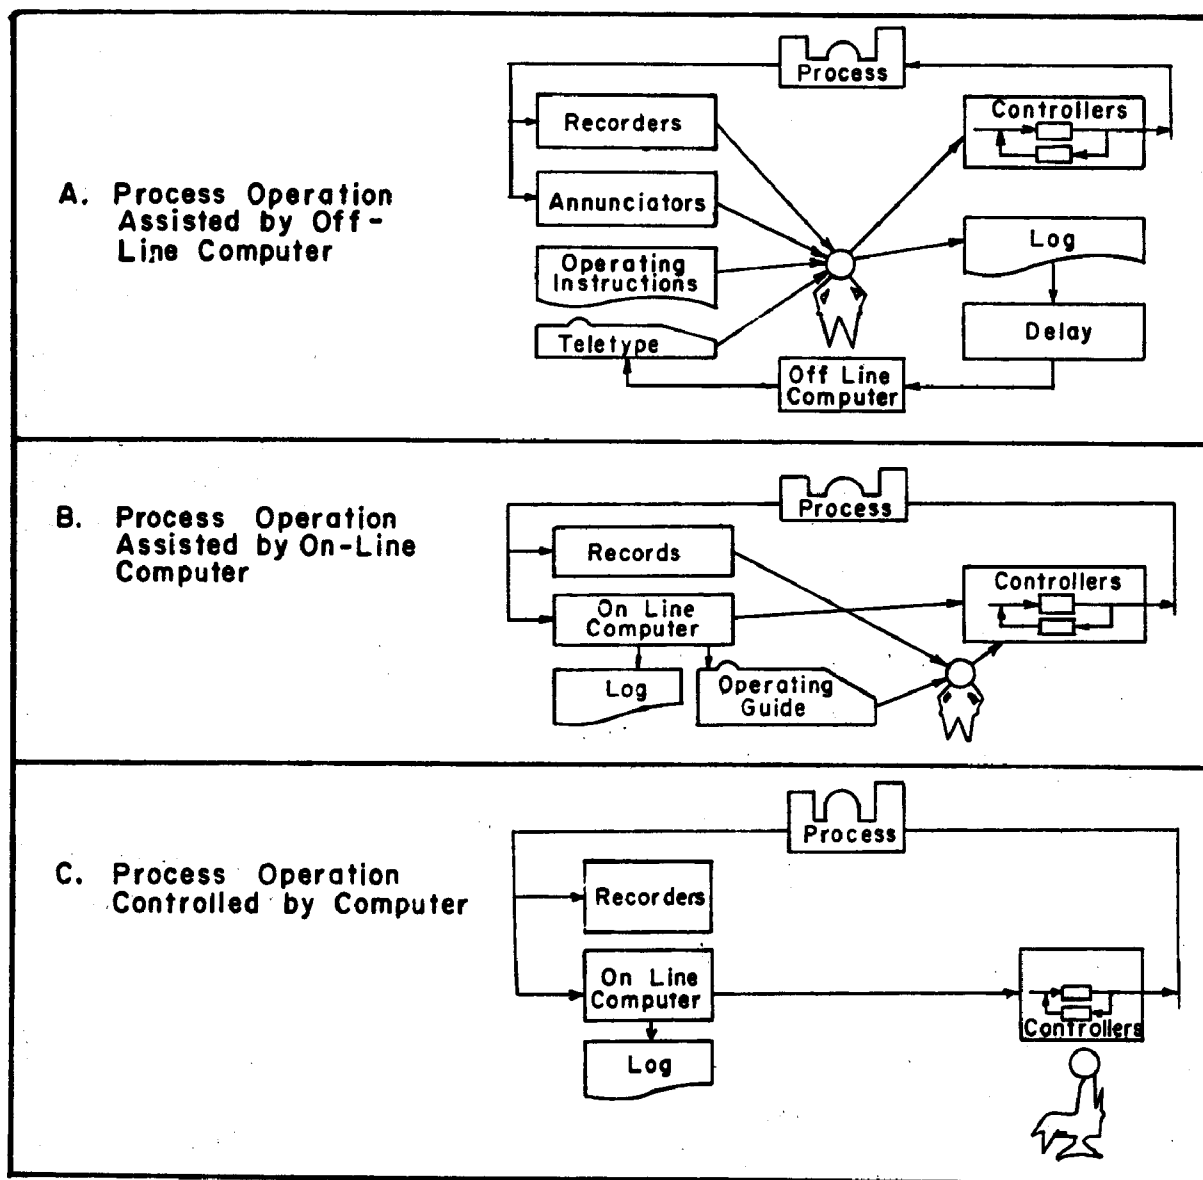 A. Process Operation
Assisted by Off-
Line Computer
Process
Recorders
Annunciators
Operating
Instructions
Teletype
Controllers
Log
Delay
Off Line
Computer
B. Process Operation
Assisted by On-Line
Computer
Process
Records
On Line
Computer
Log
Operating
Guide
Controllers
C. Process Operation
Controlled by Computer
Process
Recorders
On Line
Computer
Log
Controllers